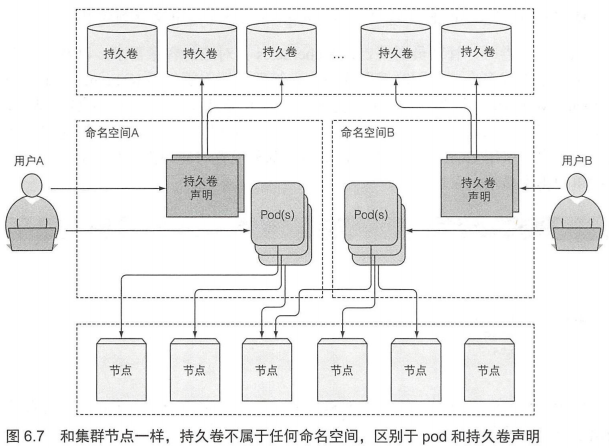 持久卷 持久卷 持久卷 ... 持久卷 持久卷
命名空间A 命名空间B
用户A 用户B
持久卷
声明
持久卷
声明
Pod(s) Pod(s)
节点 节点 节点 节点 节点 节点
图 6.7 和集群节点一样，持久卷不属于任何命名空间，区别于 pod 和持久卷声明